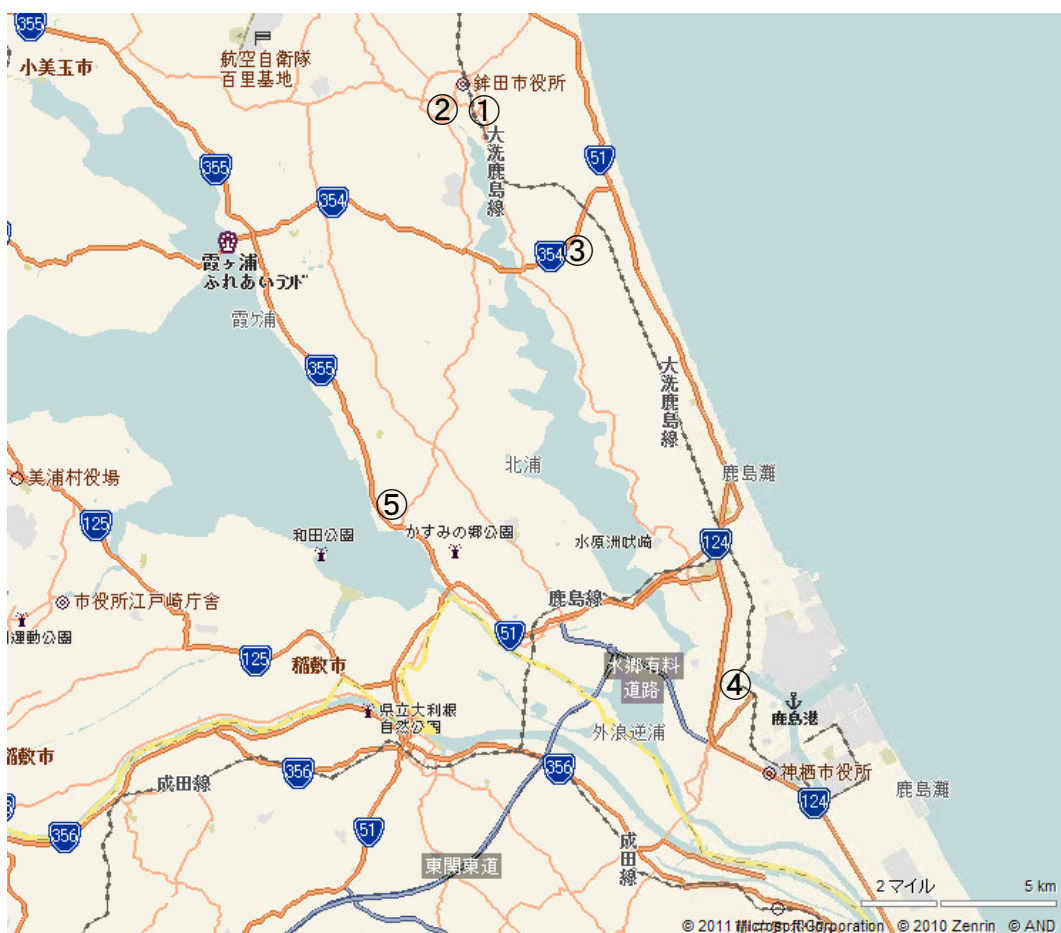 355
小美玉市
航空自衛隊
百里基地
鉾田市役所
②
①
大洗鹿島線
51
355
354
霞ヶ浦
ふれあいランド
354
③
霞ケ浦
355
大洗鹿島線
北浦
鹿島灘
美浦村役場
125
⑤
和田公園
かすみの郷公園
水原洲吠崎
124
市役所江戸崎庁舎
運動公園
鹿島線
51
125
稲敷市
水郷有料
道路
④
県立大利根
自然公園
外浪逆浦
鹿島港
稲敷市
成田線
356
356
神栖市役所
鹿島灘
124
356
51
成田線
東関東道
2 マイル
5 km
© 2011 Microsoft Corporation © 2010 Zenrin © AND